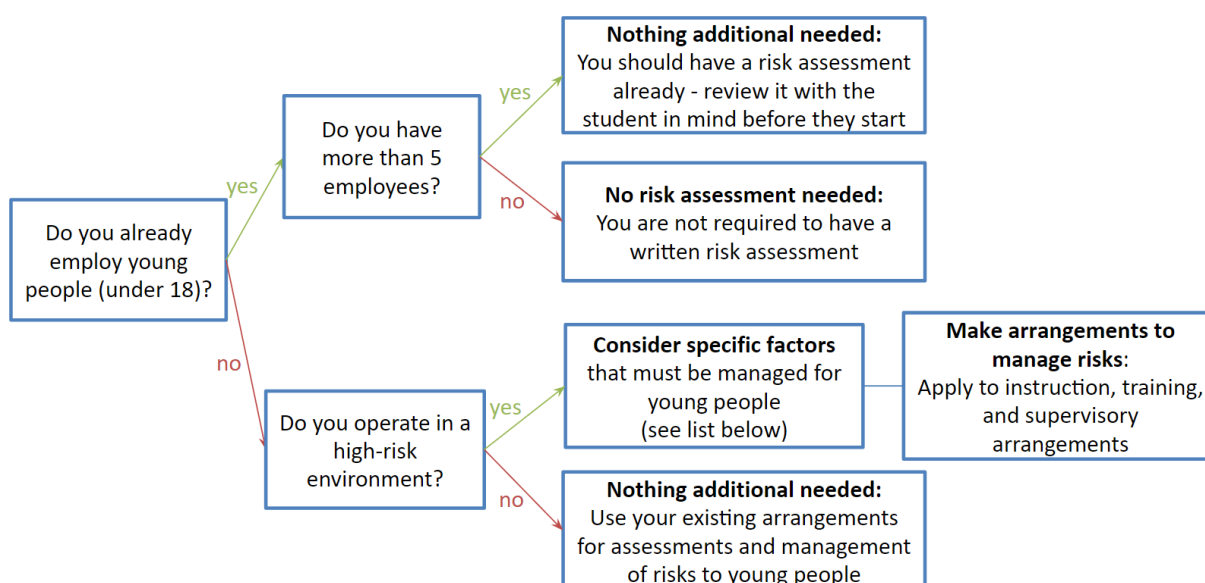 Do you already
employ young
people (under 18)?
yes
no
Do you have
more than 5
employees?
yes
no
Nothing additional needed:
You should have a risk assessment
already - review it with the
student in mind before they start
No risk assessment needed:
You are not required to have a
written risk assessment
Do you operate in a
high-risk
environment?
yes
no
Consider specific factors
that must be managed for
young people
(see list below)
Make arrangements to
manage risks:
Apply to instruction, training,
and supervisory
arrangements
Nothing additional needed:
Use your existing arrangements
for assessments and management
of risks to young people